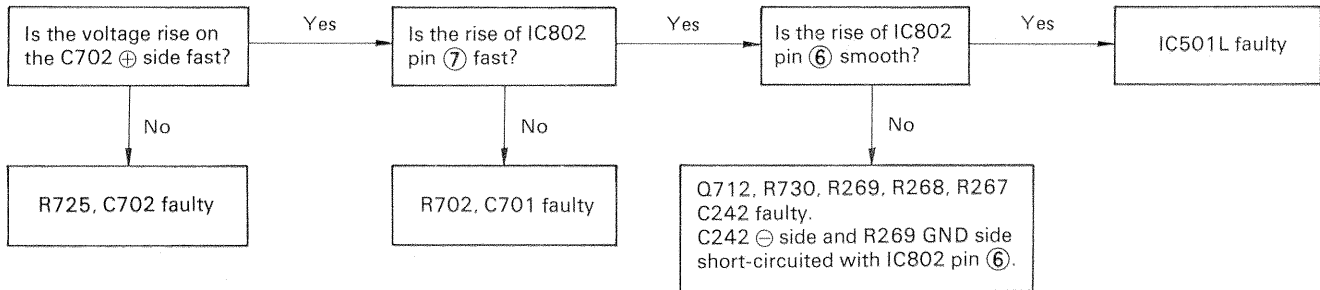 Is the voltage rise on
the C702 ⊕ side fast?
Yes
Is the rise of IC802
pin ⑦ fast?
Yes
Is the rise of IC802
pin ⑥ smooth?
Yes
IC501L faulty
No
R725, C702 faulty
No
R702, C701 faulty
No
Q712, R730, R269, R268, R267
C242 faulty.
C242 ⊖ side and R269 GND side
short-circuited with IC802 pin ⑥.